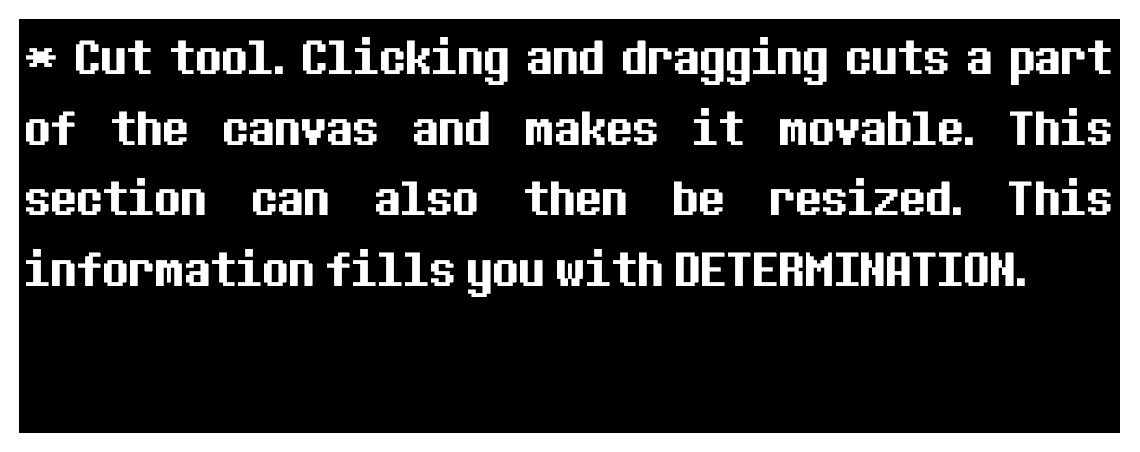 * Cut tool. Clicking and dragging cuts a part
of the canvas and makes it movable. This
section can also then be resized. This
information fills you with DETERMINATION.